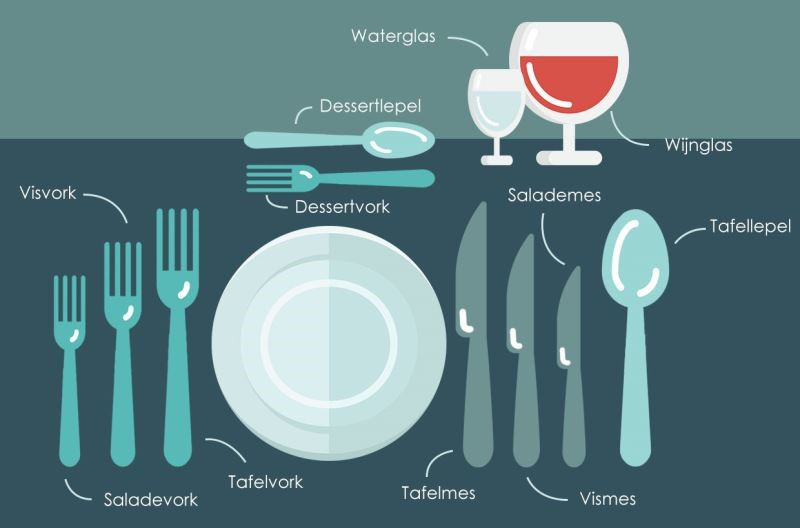 Waterglas
Dessertlepel
Wijnglas
Visvork
Dessertvork
Salademes
Tafellepel
Saladevork
Tafelvork
Tafelmes
Vismes